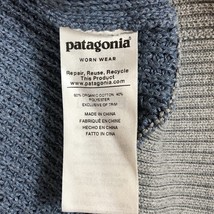 patagonia®
WORN WEAR
Repair, Reuse, Recycle
This Product
www.patagonia.com
60% ORGANIC COTTON, 40%
POLYESTER
EXCLUSIVE OF TRIM
MADE IN CHINA
FABRIQUÉ EN CHINE
HECHO EN CHINA
FATTO IN CINA